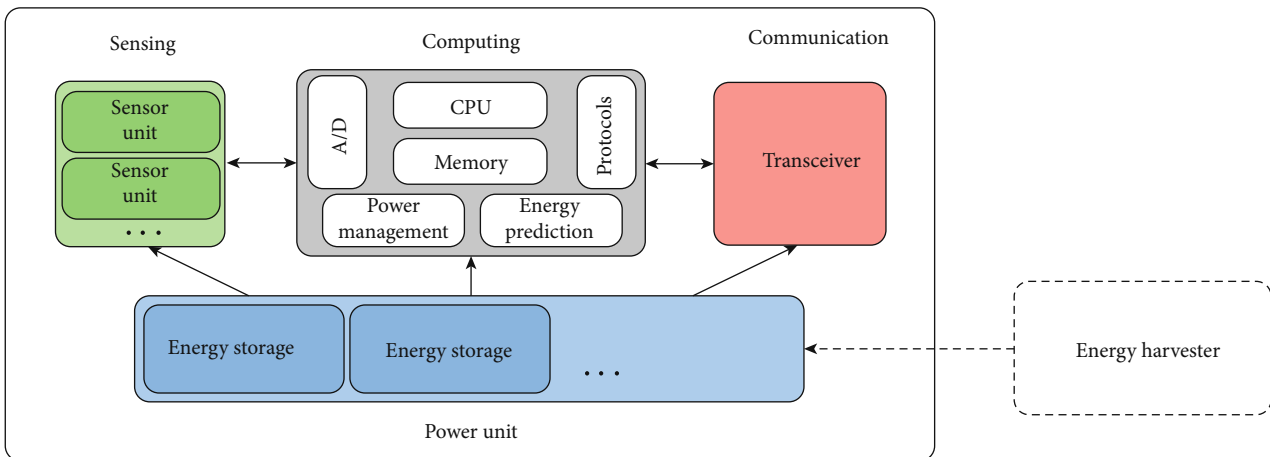 Sensing
Computing
Communication
Sensor
unit
Sensor
unit
...
A/D
CPU
Memory
Protocols
Power
management
Energy
prediction
Transceiver
Energy storage
Energy storage
...
Energy harvester
Power unit